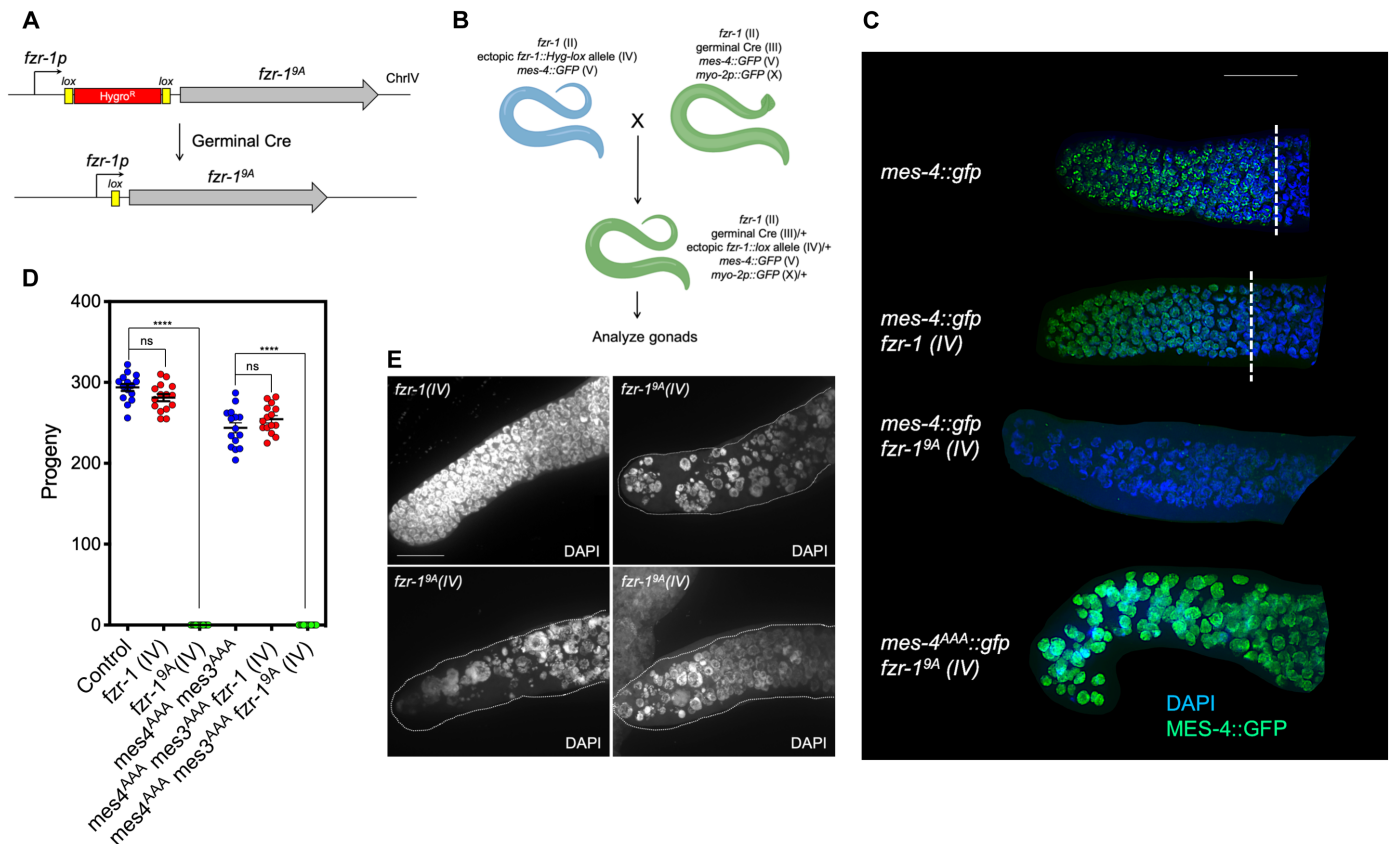 A
fzr-1p
lox
lox
fzr-1⁹ᴬ
ChrIV
Hygroᴿ
Germinal Cre
fzr-1p
lox
fzr-1⁹ᴬ
B
fzr-1 (II)
ectopic fzr-1::Hyg-lox allele (IV)
mes-4::GFP (V)
fzr-1 (II)
germinal Cre (III)
mes-4::GFP (V)
myo-2p::GFP (X)
X
fzr-1 (II)
germinal Cre (III)/+
ectopic fzr-1::lox allele (IV)/+
mes-4::GFP (V)
myo-2p::GFP (X)/+
Analyze gonads
C
mes-4::gfp
mes-4::gfp
fzr-1 (IV)
mes-4::gfp
fzr-1⁹ᴬ (IV)
mes-4ᴬᴬᴬ::gfp
fzr-1⁹ᴬ (IV)
DAPI
MES-4::GFP
D
Progeny
400
300
200
100
0
****
ns
****
ns
Control
fzr-1 (IV)
fzr-1⁹ᴬ(IV)
mes4ᴬᴬᴬ mes3ᴬᴬᴬ
mes4ᴬᴬᴬ mes3ᴬᴬᴬ fzr-1 (IV)
mes4ᴬᴬᴬ mes3ᴬᴬᴬ fzr-1⁹ᴬ (IV)
E
fzr-1(IV)
DAPI
fzr-1⁹ᴬ(IV)
DAPI
fzr-1⁹ᴬ(IV)
DAPI
fzr-1⁹ᴬ(IV)
DAPI